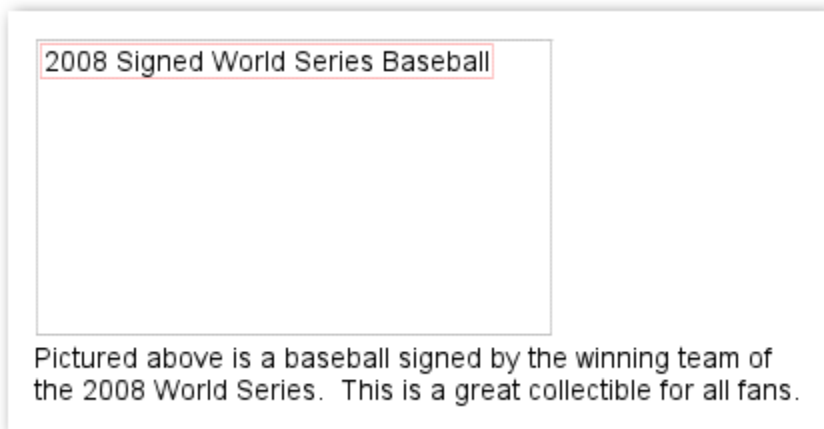 2008 Signed World Series Baseball
Pictured above is a baseball signed by the winning team of
the 2008 World Series.  This is a great collectible for all fans.